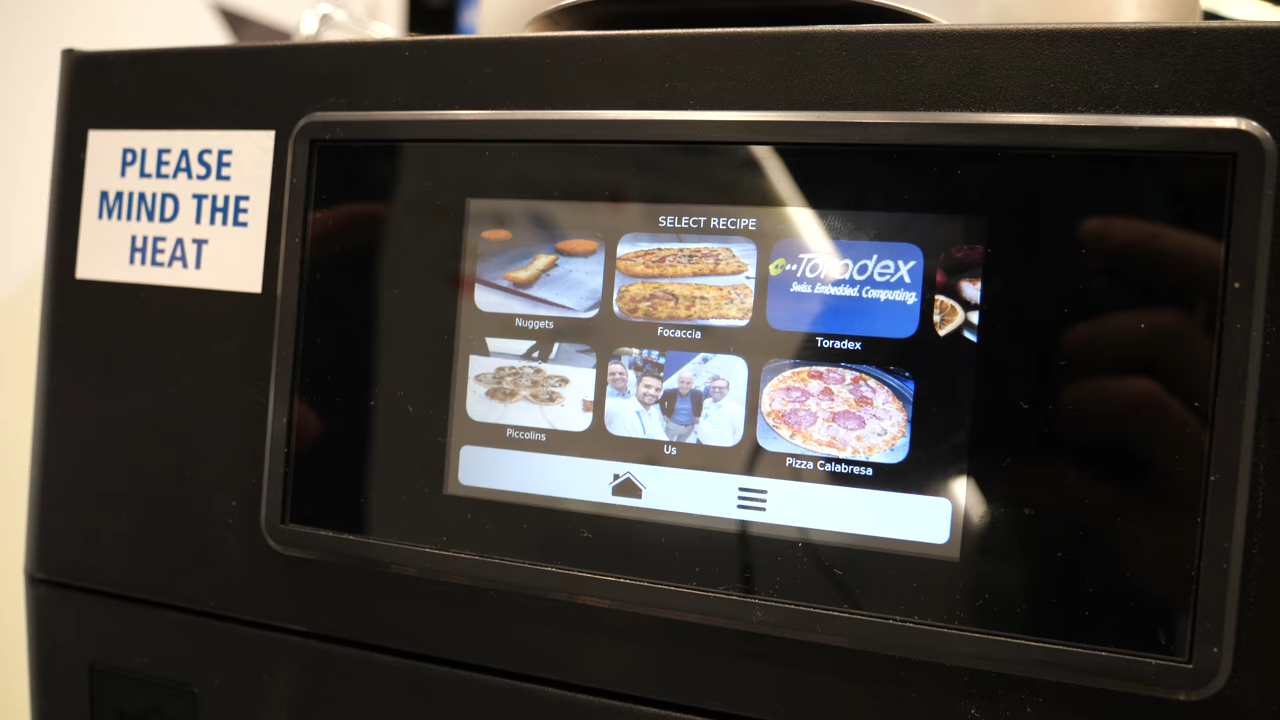 PLEASE
MIND THE
HEAT
SELECT RECIPE
Toradex
Swiss. Embedded. Computing.
Nuggets
Focaccia
Toradex
Piccolins
Us
Pizza Calabresa